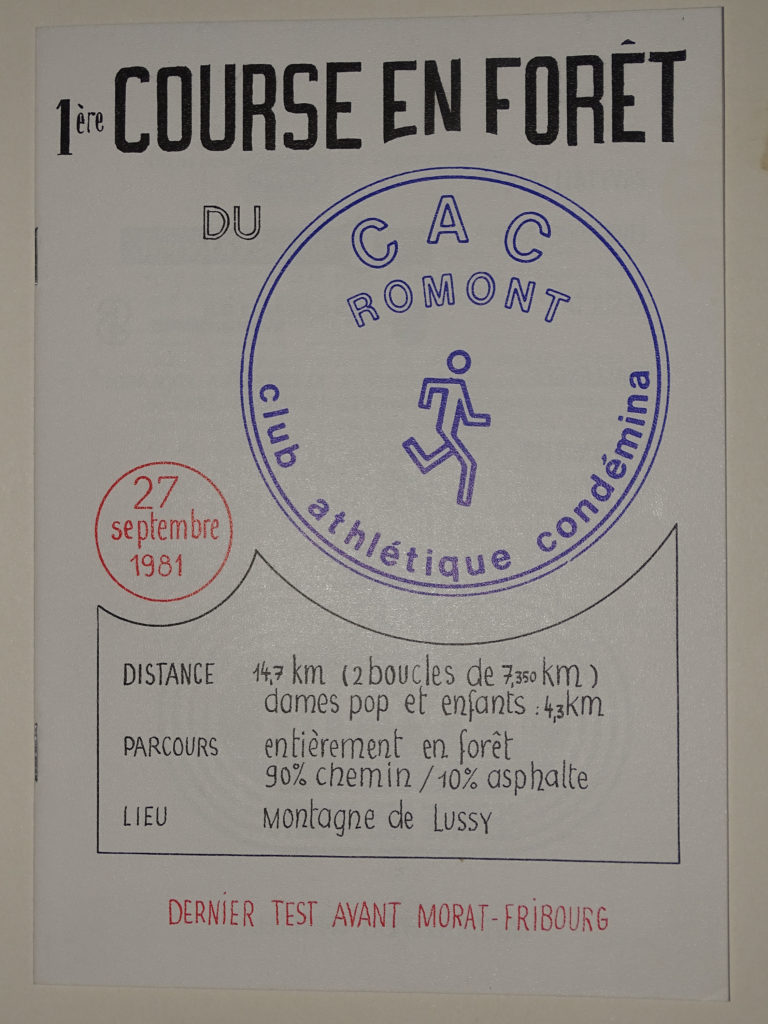 1ère COURSE EN FORÊT
DU
CAC
ROMONT
club athlétique condémina
27
septembre
1981
DISTANCE 14,7 km (2 boucles de 7,350 km)
dames pop et enfants : 4,3 km
PARCOURS entièrement en forêt
90% chemin / 10% asphalte
LIEU Montagne de Lussy
DERNIER TEST AVANT MORAT-FRIBOURG